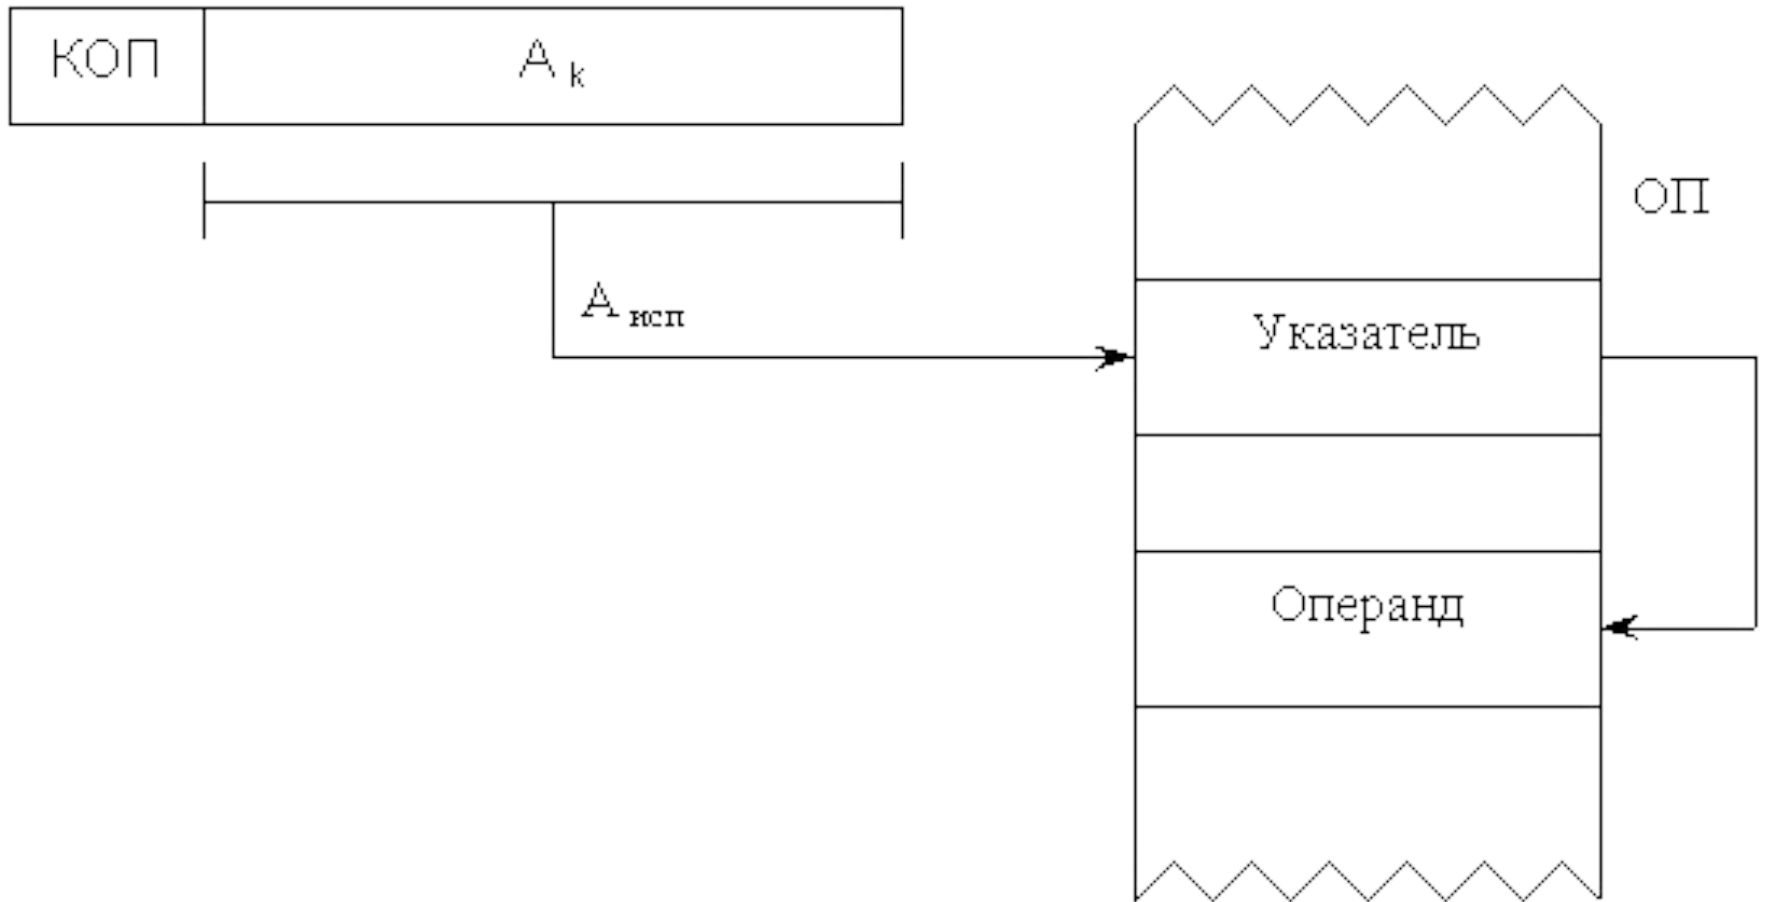 КОП
А k
ОП
А исп
Указатель
Операнд